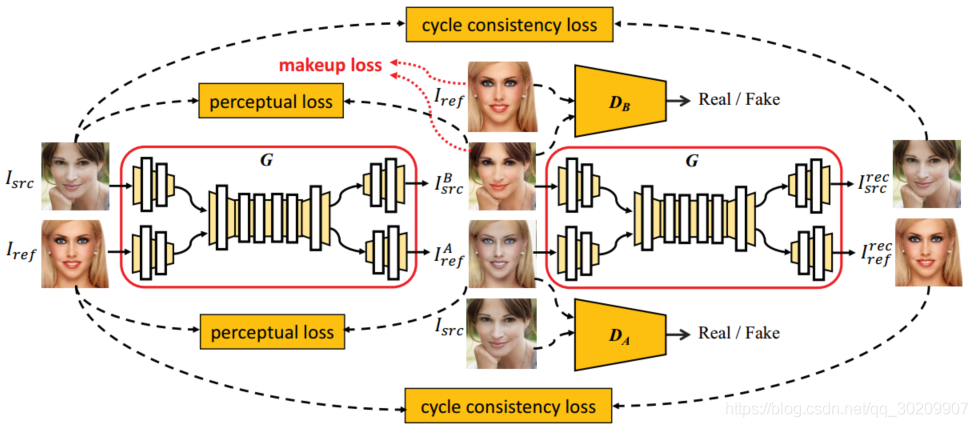 cycle consistency loss
makeup loss
I_ref
D_B
Real / Fake
perceptual loss
G
G
I_src
I_src^B
I_src^rec
I_ref
I_ref^A
I_ref^rec
I_src
D_A
Real / Fake
perceptual loss
cycle consistency loss
https://blog.csdn.net/qq_30209907